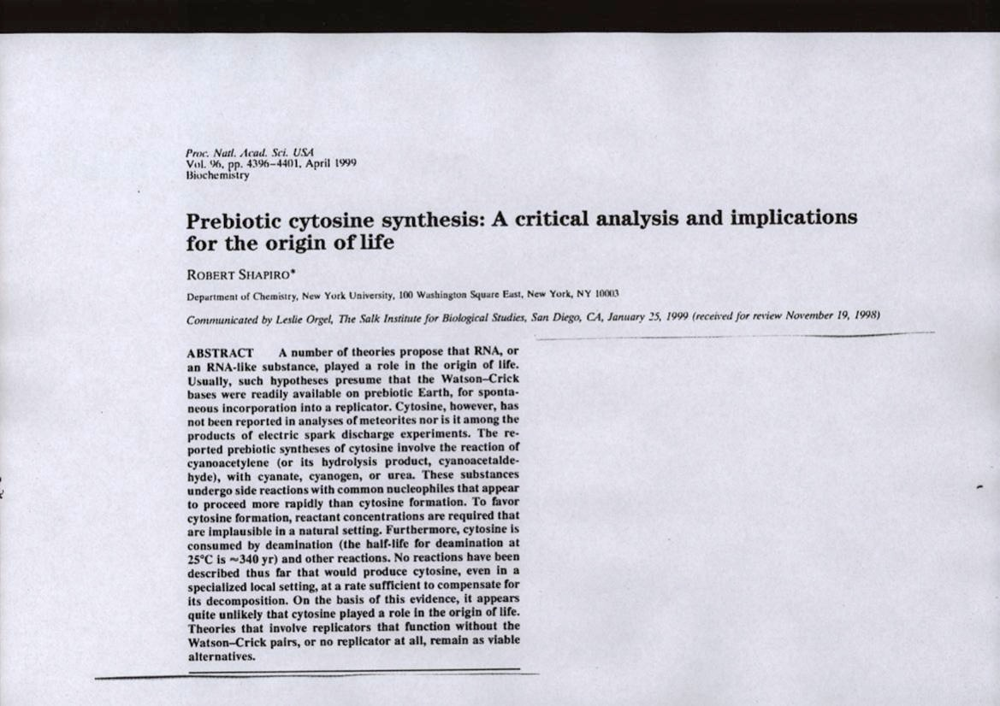 Proc. Natl. Acad. Sci. USA
Vol. 96, pp. 4396–4401, April 1999
Biochemistry
Prebiotic cytosine synthesis: A critical analysis and implications
for the origin of life
ROBERT SHAPIRO*
Department of Chemistry, New York University, 100 Washington Square East, New York, NY 10003
Communicated by Leslie Orgel, The Salk Institute for Biological Studies, San Diego, CA, January 25, 1999 (received for review November 19, 1998)
ABSTRACT A number of theories propose that RNA, or
an RNA-like substance, played a role in the origin of life.
Usually, such hypotheses presume that the Watson–Crick
bases were readily available on prebiotic Earth, for sponta-
neous incorporation into a replicator. Cytosine, however, has
not been reported in analyses of meteorites nor is it among the
products of electric spark discharge experiments. The re-
ported prebiotic syntheses of cytosine involve the reaction of
cyanoacetylene (or its hydrolysis product, cyanoacetalde-
hyde), with cyanate, cyanogen, or urea. These substances
undergo side reactions with common nucleophiles that appear
to proceed more rapidly than cytosine formation. To favor
cytosine formation, reactant concentrations are required that
are implausible in a natural setting. Furthermore, cytosine is
consumed by deamination (the half-life for deamination at
25°C is ≈340 yr) and other reactions. No reactions have been
described thus far that would produce cytosine, even in a
specialized local setting, at a rate sufficient to compensate for
its decomposition. On the basis of this evidence, it appears
quite unlikely that cytosine played a role in the origin of life.
Theories that involve replicators that function without the
Watson–Crick pairs, or no replicator at all, remain as viable
alternatives.